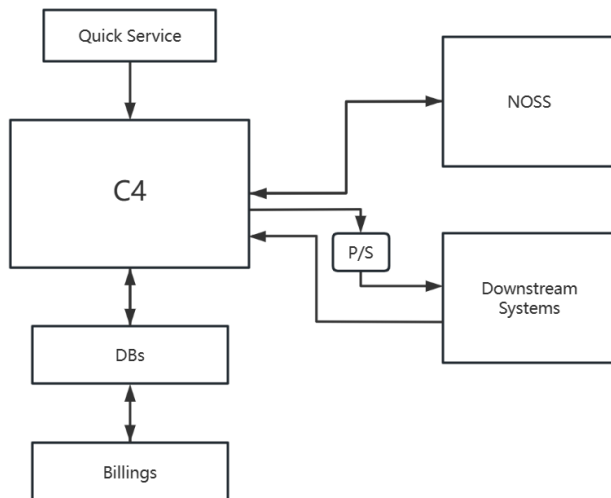 Quick Service
NOSS
C4
P/S
Downstream
Systems
DBs
Billings